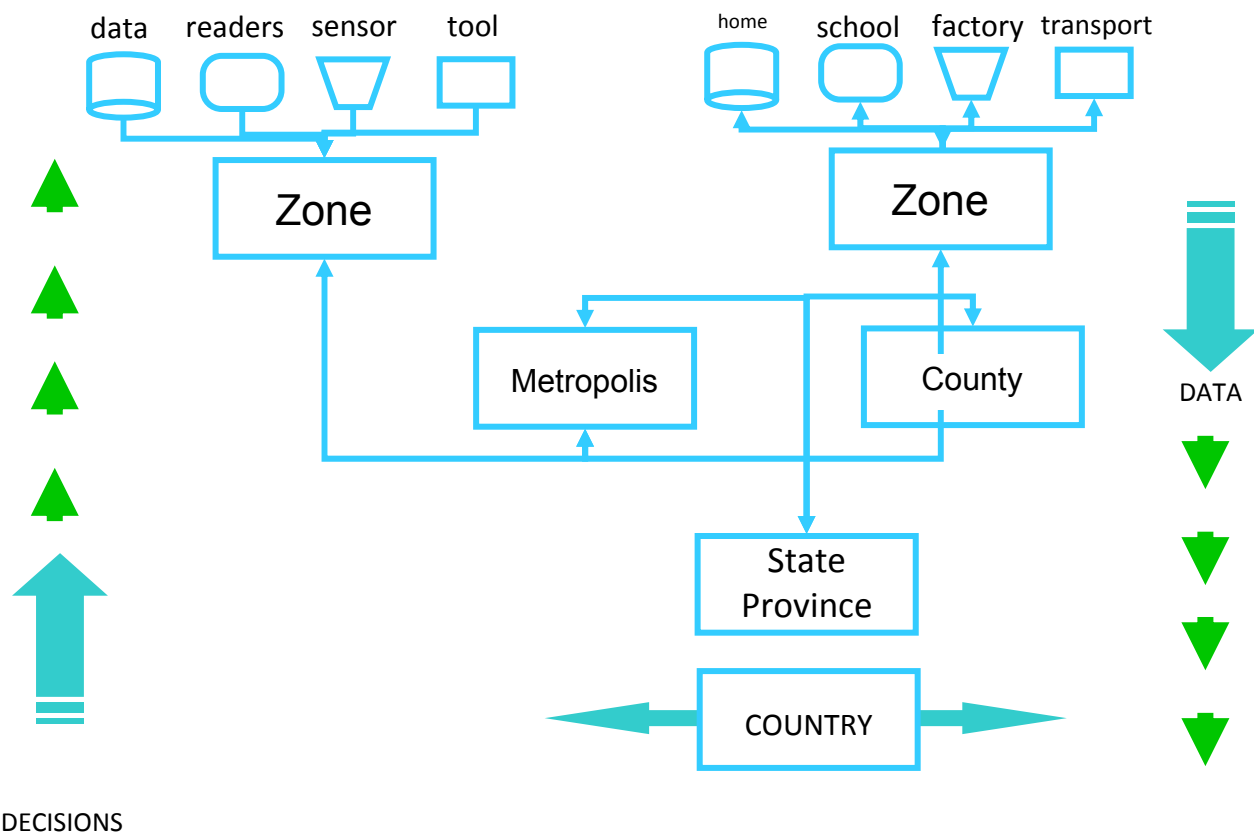 data
readers
sensor
tool
home
school
factory
transport
Zone
Zone
Metropolis
County
DATA
State
Province
COUNTRY
DECISIONS